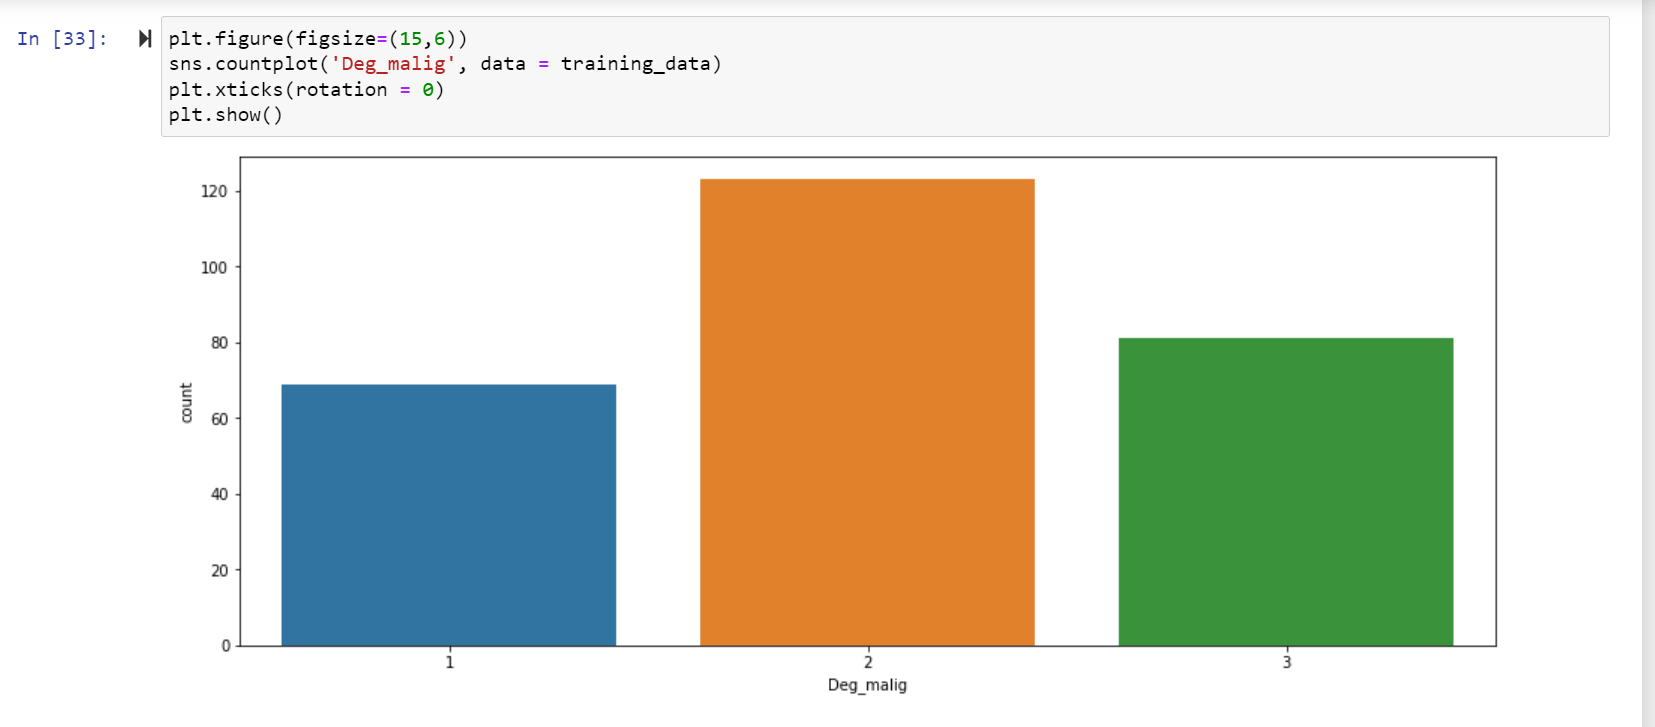 In [33]:
plt.figure(figsize=(15,6))
sns.countplot('Deg_malig', data = training_data)
plt.xticks(rotation = 0)
plt.show()
120
100
80
60
40
20
0
count
1 2 3
Deg_malig